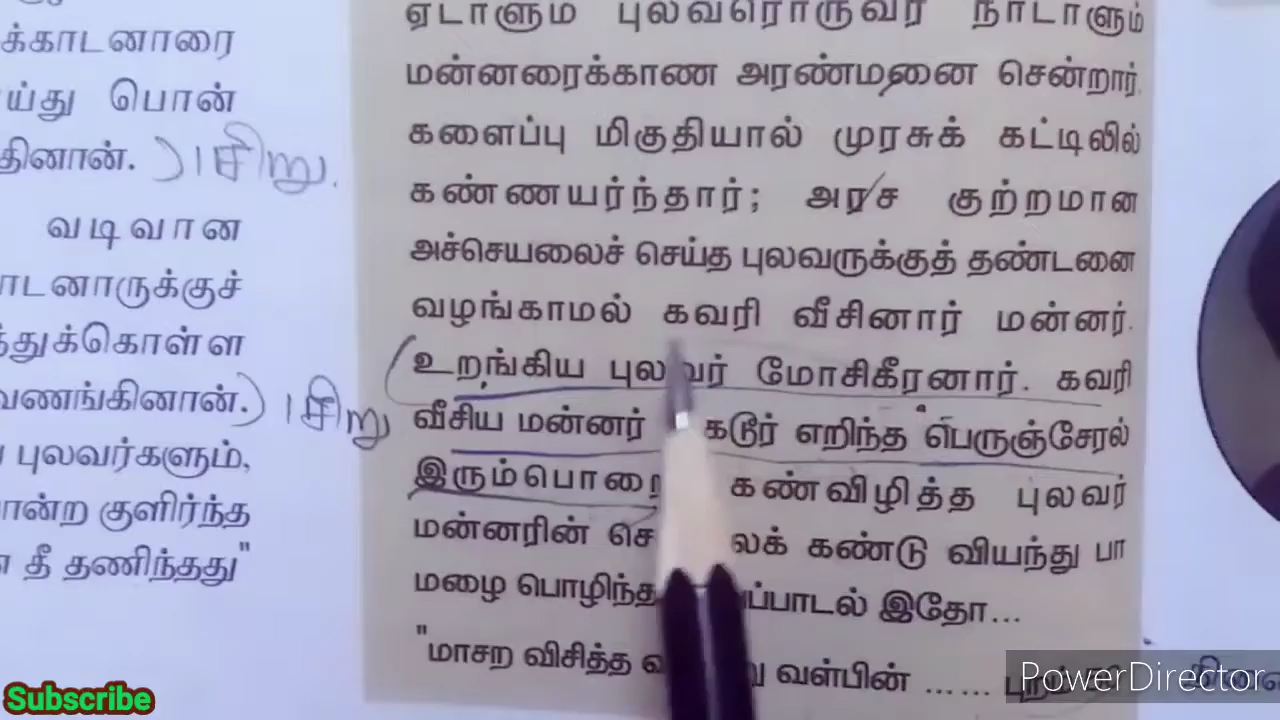 க்காடனாரை
ய்து பொன்
தினான். ) 1 சிறு.
வடிவான
ாடனாருக்குச்
ந்துக்கொள்ள
வணங்கினான்.) 1 சிறு
புலவர்களும்,
ான்ற குளிர்ந்த
தீ தணிந்தது"
ஏடாளும் புலவரொருவர் நாடாளும்
மன்னரைக்காண அரண்மனை சென்றார்.
களைப்பு மிகுதியால் முரசுக் கட்டிலில்
கண்ணயர்ந்தார்; அரச குற்றமான
அச்செயலைச் செய்த புலவருக்குத் தண்டனை
வழங்காமல் கவரி வீசினார் மன்னர்.
உறங்கிய புலவர் மோசிகீரனார். கவரி
வீசிய மன்னர் கடூர் எறிந்த பெருஞ்சேரல்
இரும்பொறை கண்விழித்த புலவர்
மன்னரின் செ லக் கண்டு வியந்து பா
மழை பொழிந்த ப்பாடல் இதோ...
"மாசற விசித்த வள்பின் ......
Subscribe
PowerDirector